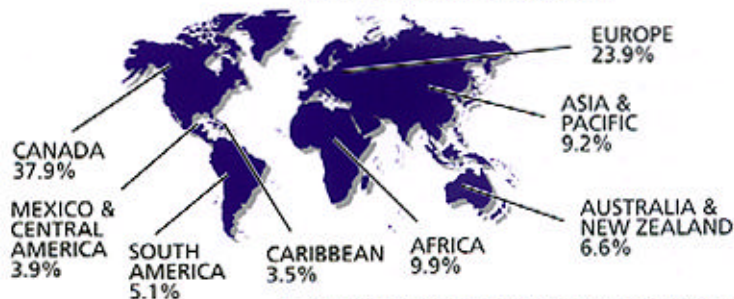 EUROPE
23.9%
ASIA &
PACIFIC
9.2%
CANADA
37.9%
MEXICO &
CENTRAL
AMERICA
3.9%
SOUTH
AMERICA
5.1%
CARIBBEAN
3.5%
AFRICA
9.9%
AUSTRALIA &
NEW ZEALAND
6.6%